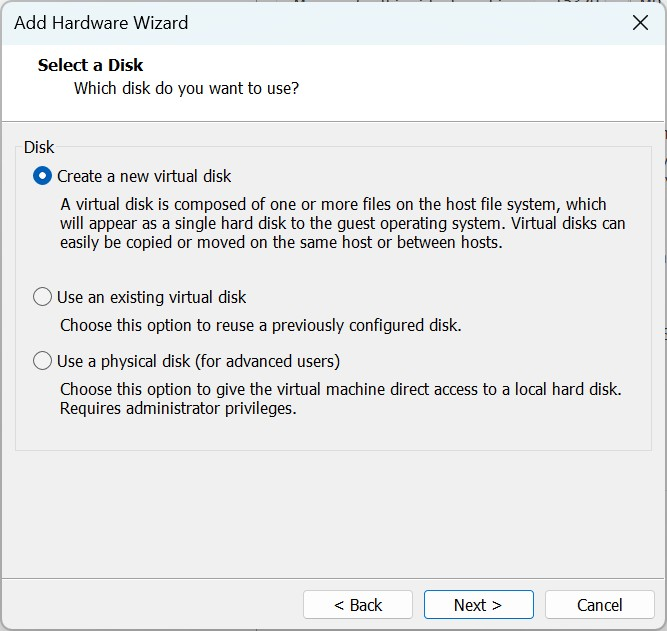 Add Hardware Wizard
Select a Disk
Which disk do you want to use?
Disk
Create a new virtual disk
A virtual disk is composed of one or more files on the host file system, which
will appear as a single hard disk to the guest operating system. Virtual disks can
easily be copied or moved on the same host or between hosts.
Use an existing virtual disk
Choose this option to reuse a previously configured disk.
Use a physical disk (for advanced users)
Choose this option to give the virtual machine direct access to a local hard disk.
Requires administrator privileges.
< Back
Next >
Cancel